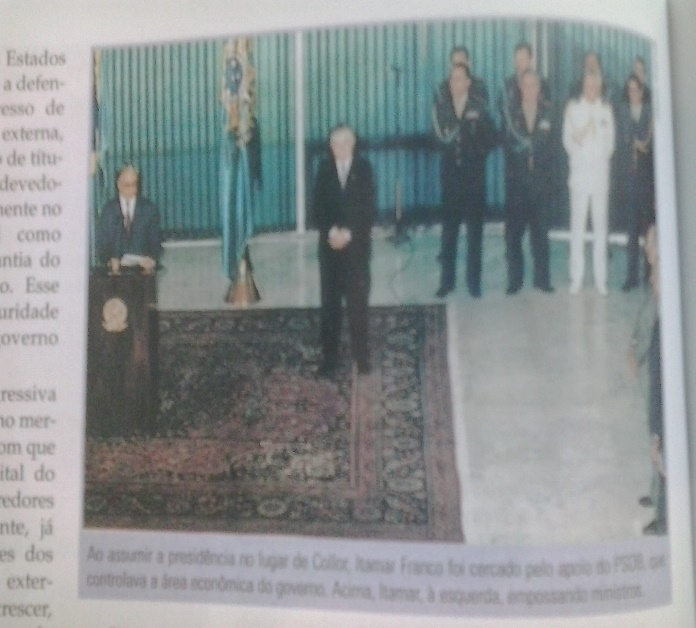 Estados
a defen-
esso de
externa,
o de títu-
devedo-
nente no
como
ntia do
o. Esse
uridade
overno
ressiva
no mer-
om que
ital do
redores
nte, já
es dos
exter-
rescer,
Ao assumir a presidência no lugar de Collor, Itamar Franco foi cercado pelo apoio do PSDB, que
controlava a área econômica do governo. Acima, Itamar, à esquerda, empossando ministros.